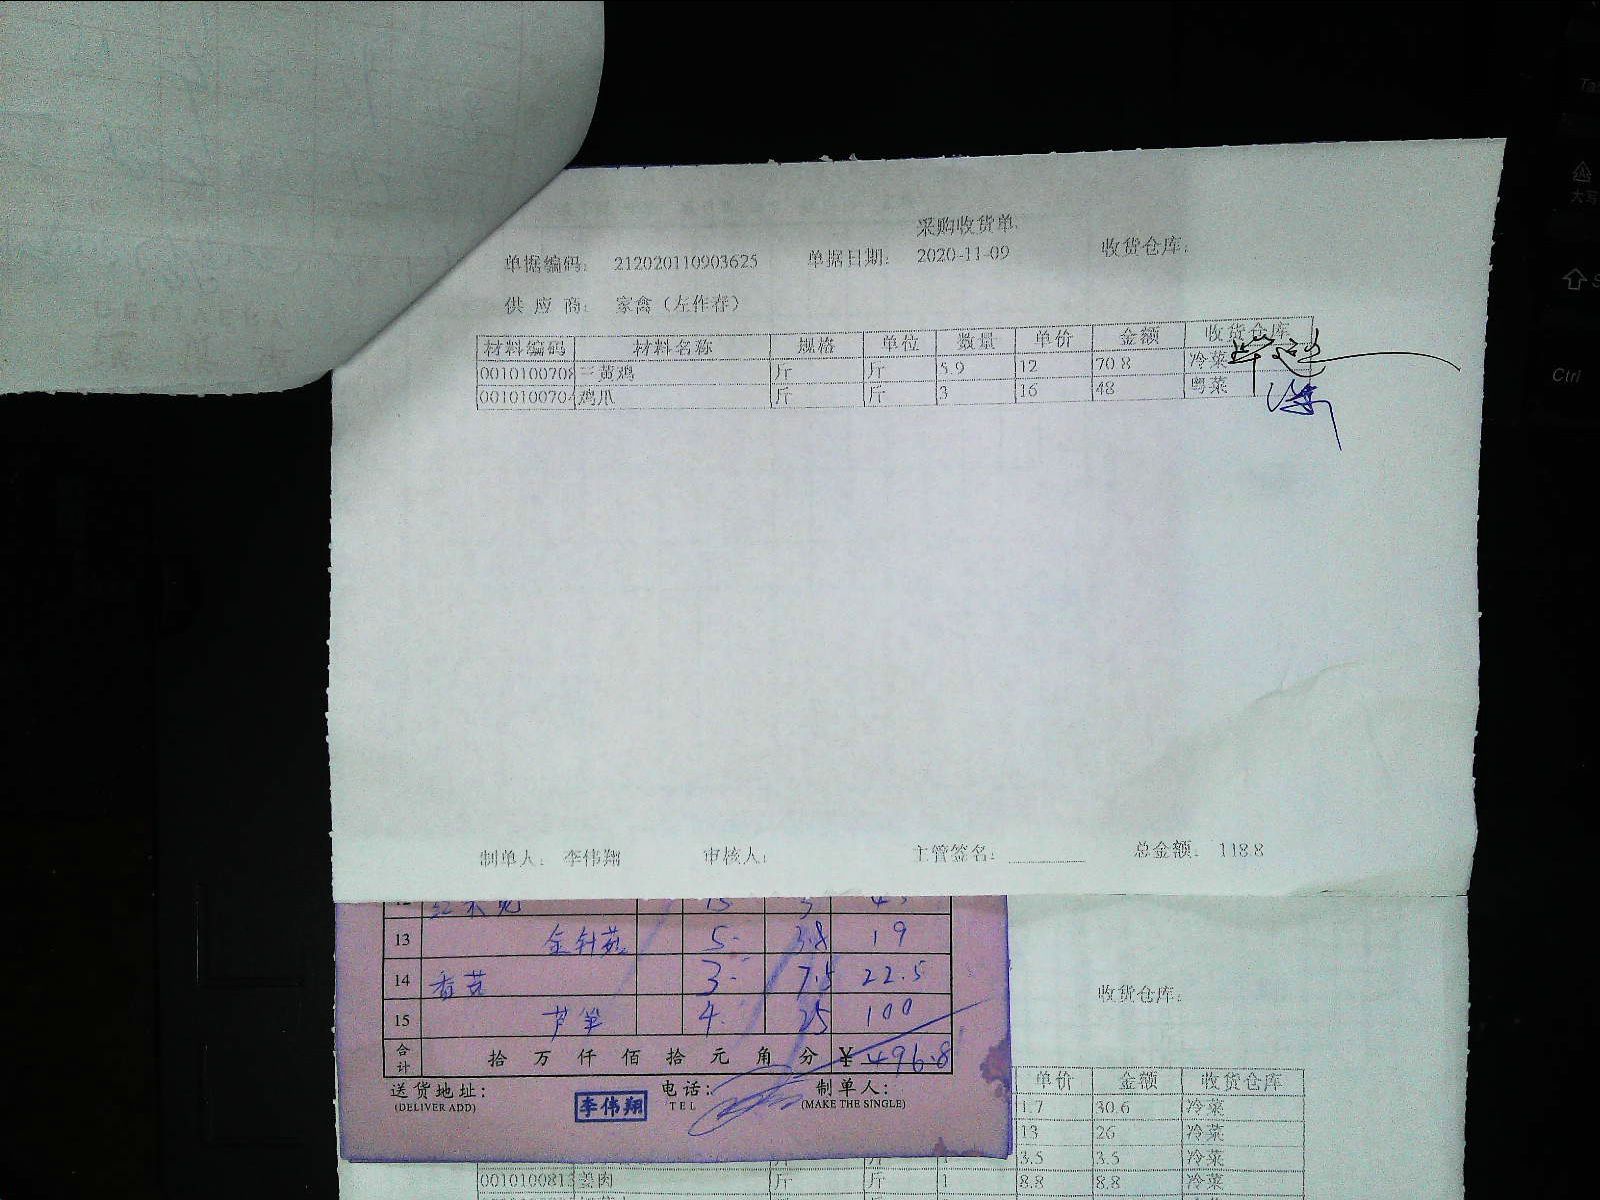 采购收货单
单据编码： 212020110903625 单据日期： 2020-11-09 收货仓库：
供 应 商： 家禽（左作春）
材料编码 材料名称 规格 单位 数量 单价 金额 收货仓库
0010100708 三黄鸡 斤 斤 5.9 12 70.8 冷菜
001010070 鸡爪 斤 斤 3 16 48 粤菜
制单人： 李伟翔 审核人： 主管签名： 总金额： 118.8
13 金针菇 5 3.8 19
14 香菇 3 7.5 22.5
15 芦笋 4 25 100
合计 拾 万 仟 佰 拾 元 角 分 ¥ 496.8
送货地址： 电话： 制单人：
(DELIVER ADD) 李伟翔 TEL (MAKE THE SINGLE)
收货仓库：
单价 金额 收货仓库
1.7 30.6 冷菜
13 26 冷菜
3.5 3.5 冷菜
0010100813 姜肉 斤 斤 1 8.8 8.8 冷菜
大写
Ctrl